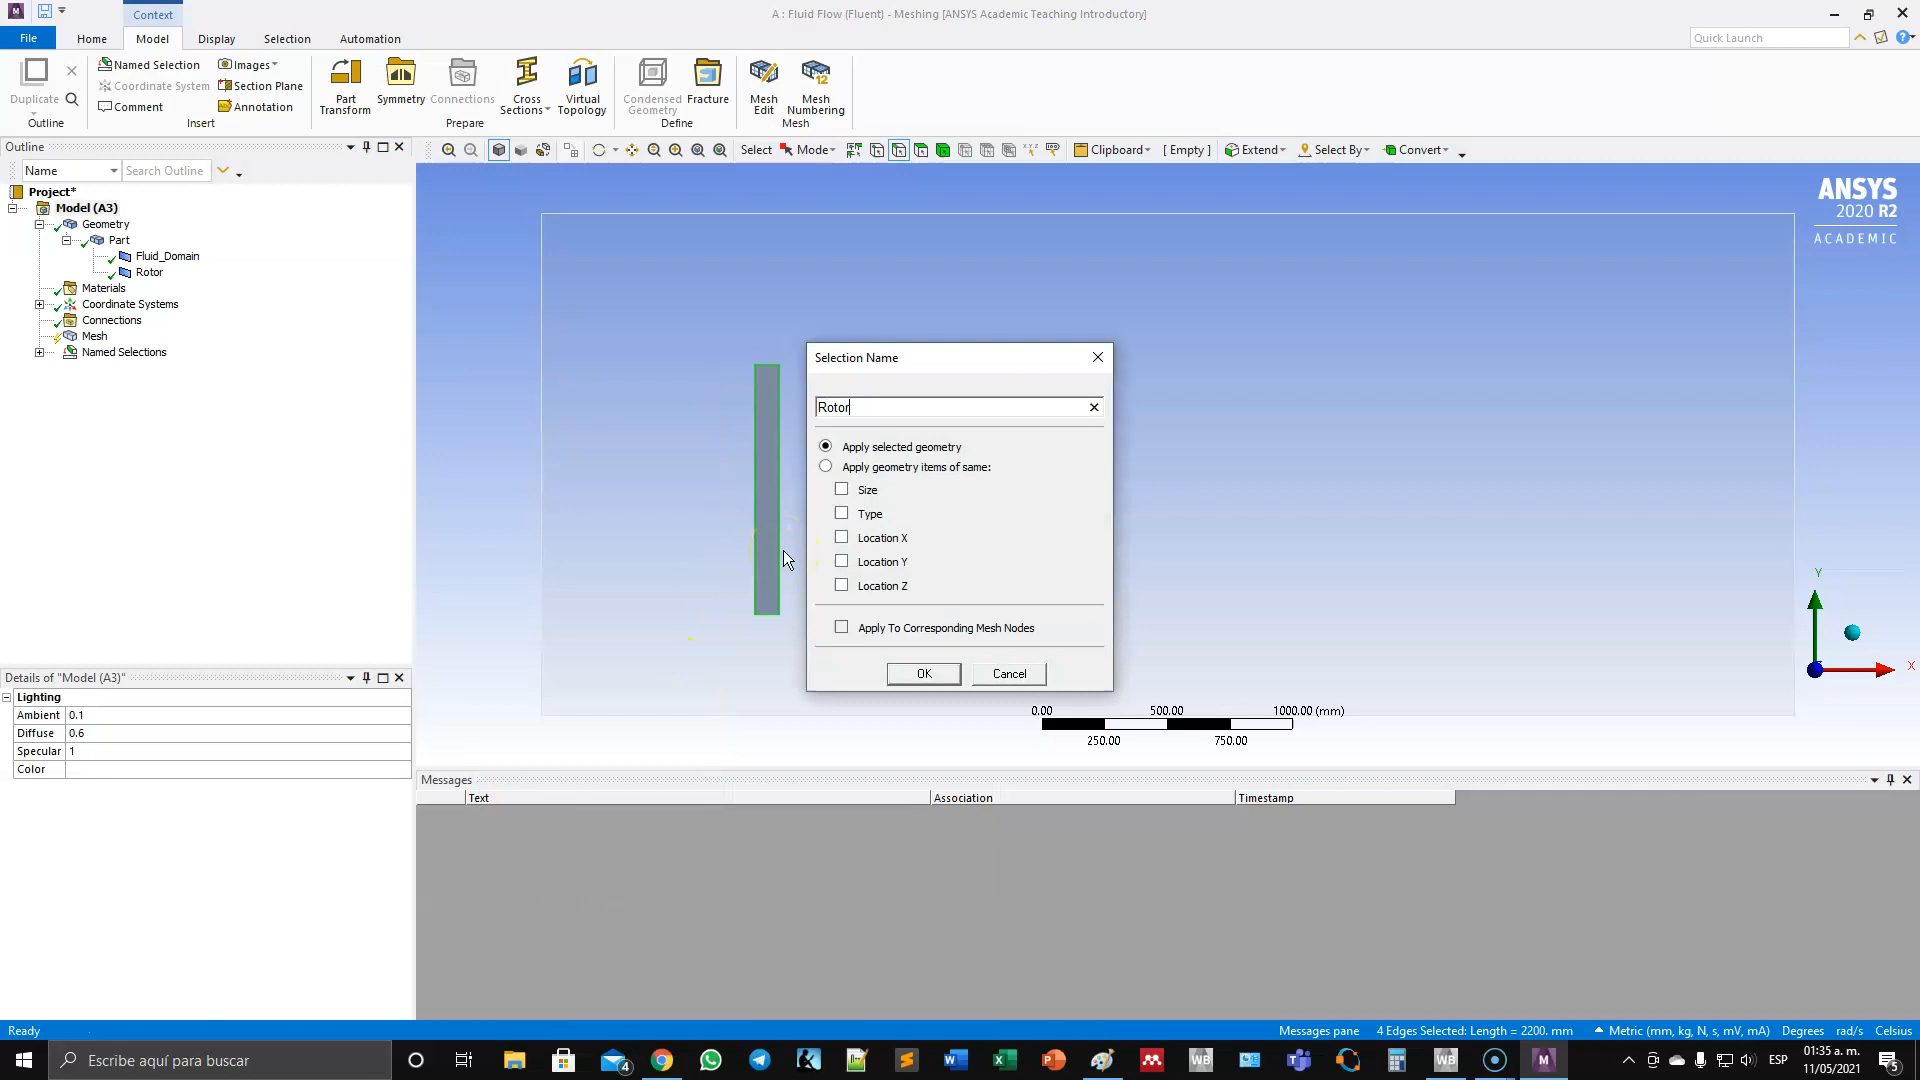 Context
A : Fluid Flow (Fluent) - Meshing [ANSYS Academic Teaching Introductory]
File
Home
Model
Display
Selection
Automation
Quick Launch
Duplicate
Outline
Named Selection
Coordinate System
Comment
Images
Section Plane
Annotation
Insert
Part Transform
Symmetry
Connections
Cross Sections
Virtual Topology
Prepare
Condensed Geometry
Fracture
Define
Mesh Edit
Mesh Numbering
Mesh
Outline
Name
Search Outline
Select
Mode
Clipboard
[ Empty ]
Extend
Select By
Convert
Project*
Model (A3)
Geometry
Part
Fluid_Domain
Rotor
Materials
Coordinate Systems
Connections
Mesh
Named Selections
ANSYS
2020 R2
ACADEMIC
Selection Name
Rotor
Apply selected geometry
Apply geometry items of same:
Size
Type
Location X
Location Y
Location Z
Apply To Corresponding Mesh Nodes
OK
Cancel
Y
X
0.00 500.00 1000.00 (mm)
250.00 750.00
Details of "Model (A3)"
Lighting
Ambient 0.1
Diffuse 0.6
Specular 1
Color
Messages
Text
Association
Timestamp
Ready
Messages pane
4 Edges Selected: Length = 2200. mm
Metric (mm, kg, N, s, mV, mA)
Degrees
rad/s
Celsius
Escribe aquí para buscar
4
WB
WB
M
ESP
01:35 a. m.
11/05/2021
5